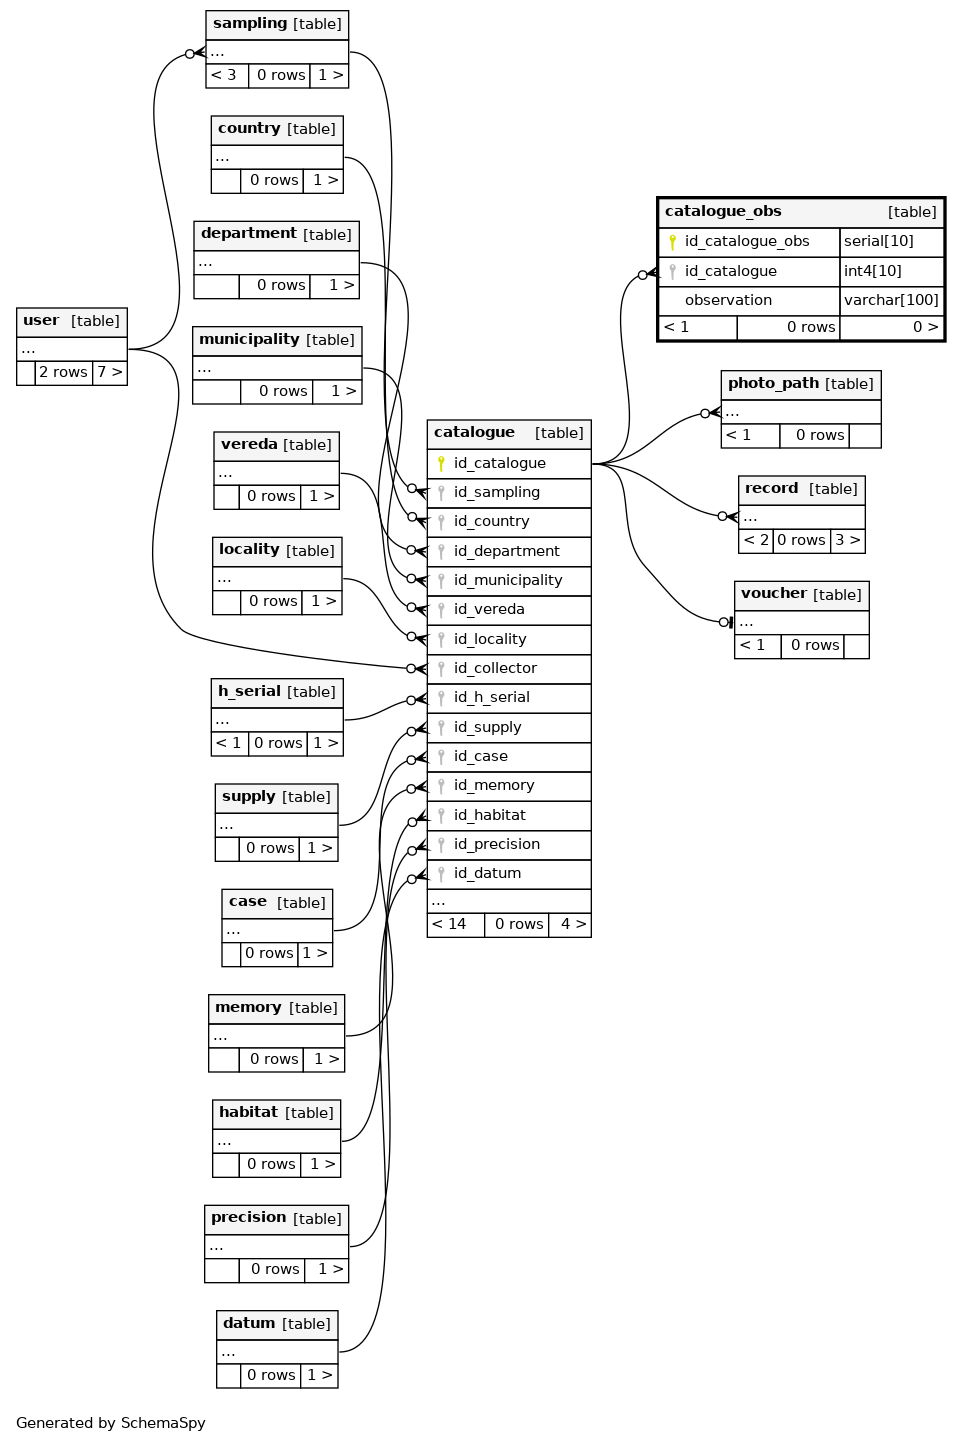 sampling [table]
...
< 3 0 rows 1 >
country [table]
...
0 rows 1 >
department [table]
...
0 rows 1 >
municipality [table]
...
0 rows 1 >
user [table]
...
2 rows 7 >
vereda [table]
...
0 rows 1 >
locality [table]
...
0 rows 1 >
h_serial [table]
...
< 1 0 rows 1 >
supply [table]
...
0 rows 1 >
case [table]
...
0 rows 1 >
memory [table]
...
0 rows 1 >
habitat [table]
...
0 rows 1 >
precision [table]
...
0 rows 1 >
datum [table]
...
0 rows 1 >
catalogue [table]
id_catalogue
id_sampling
id_country
id_department
id_municipality
id_vereda
id_locality
id_collector
id_h_serial
id_supply
id_case
id_memory
id_habitat
id_precision
id_datum
...
< 14 0 rows 4 >
catalogue_obs [table]
id_catalogue_obs serial[10]
id_catalogue int4[10]
observation varchar[100]
< 1 0 rows 0 >
photo_path [table]
...
< 1 0 rows
record [table]
...
< 2 0 rows 3 >
voucher [table]
...
< 1 0 rows
Generated by SchemaSpy